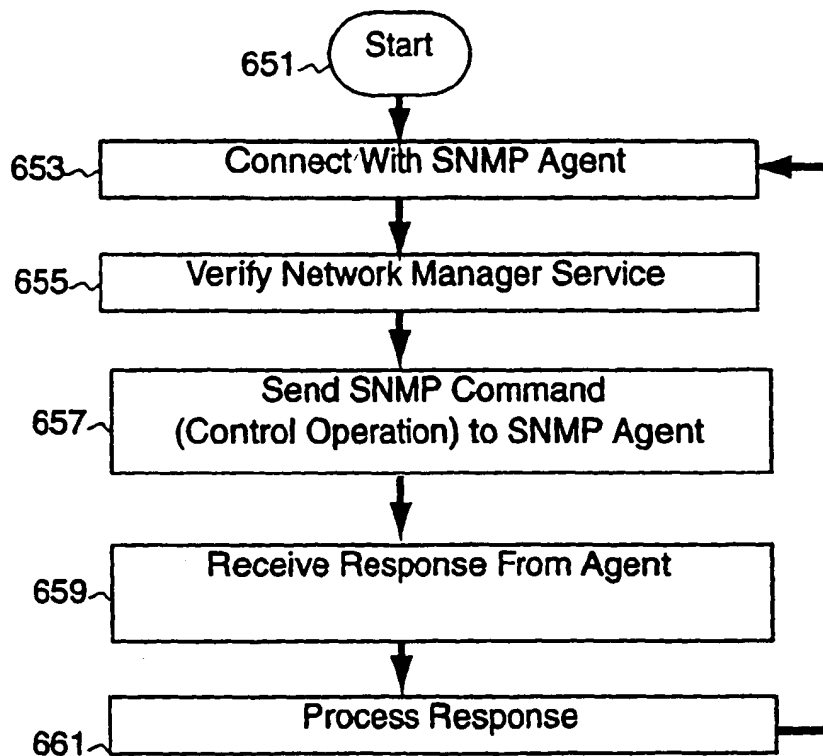 Start
651
Connect With SNMP Agent
653
Verify Network Manager Service
655
Send SNMP Command
(Control Operation) to SNMP Agent
657
Receive Response From Agent
659
Process Response
661